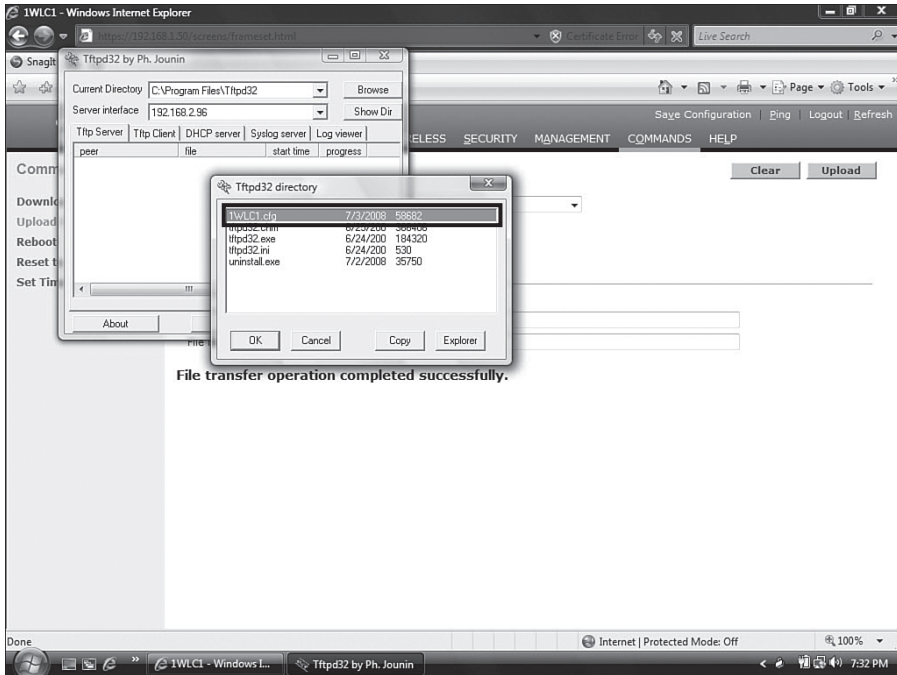 1WLC1 - Windows Internet Explorer
https://192.168.1.50/screens/frameset.html
Certificate Error
Live Search
SnagIt
Page
Tools
Tftpd32 by Ph. Jounin
Current Directory C:\Program Files\Tftpd32 Browse
Server interface 192.168.2.96 Show Dir
Tftp Server Tftp Client DHCP server Syslog server Log viewer
peer file start time progress
About
Save Configuration | Ping | Logout | Refresh
SECURITY MANAGEMENT COMMANDS HELP
Clear Upload
Upload
Reboot
Tftpd32 directory
1WLC1.cfg 7/3/2008 58682
tftpd32.exe 6/24/200 184320
tftpd32.ini 6/24/200 530
uninstall.exe 7/2/2008 35750
OK Cancel Copy Explorer
File transfer operation completed successfully.
Done
Internet | Protected Mode: Off
100%
1WLC1 - Windows I...
Tftpd32 by Ph. Jounin
7:32 PM